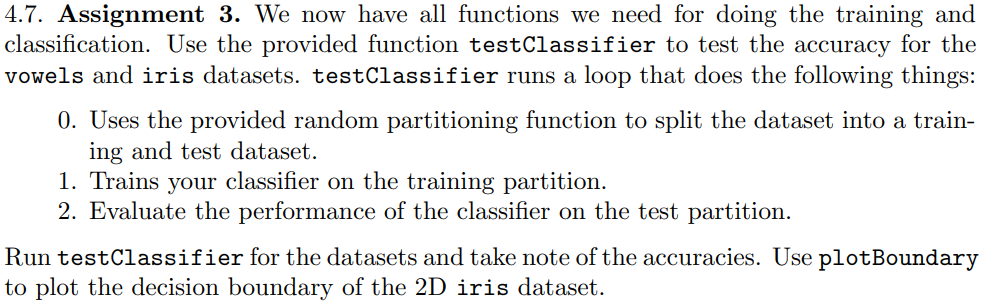 4.7. Assignment 3. We now have all functions we need for doing the training and
classification. Use the provided function testClassifier to test the accuracy for the
vowels and iris datasets. testClassifier runs a loop that does the following things:
0. Uses the provided random partitioning function to split the dataset into a train-
ing and test dataset.
1. Trains your classifier on the training partition.
2. Evaluate the performance of the classifier on the test partition.
Run testClassifier for the datasets and take note of the accuracies. Use plotBoundary
to plot the decision boundary of the 2D iris dataset.